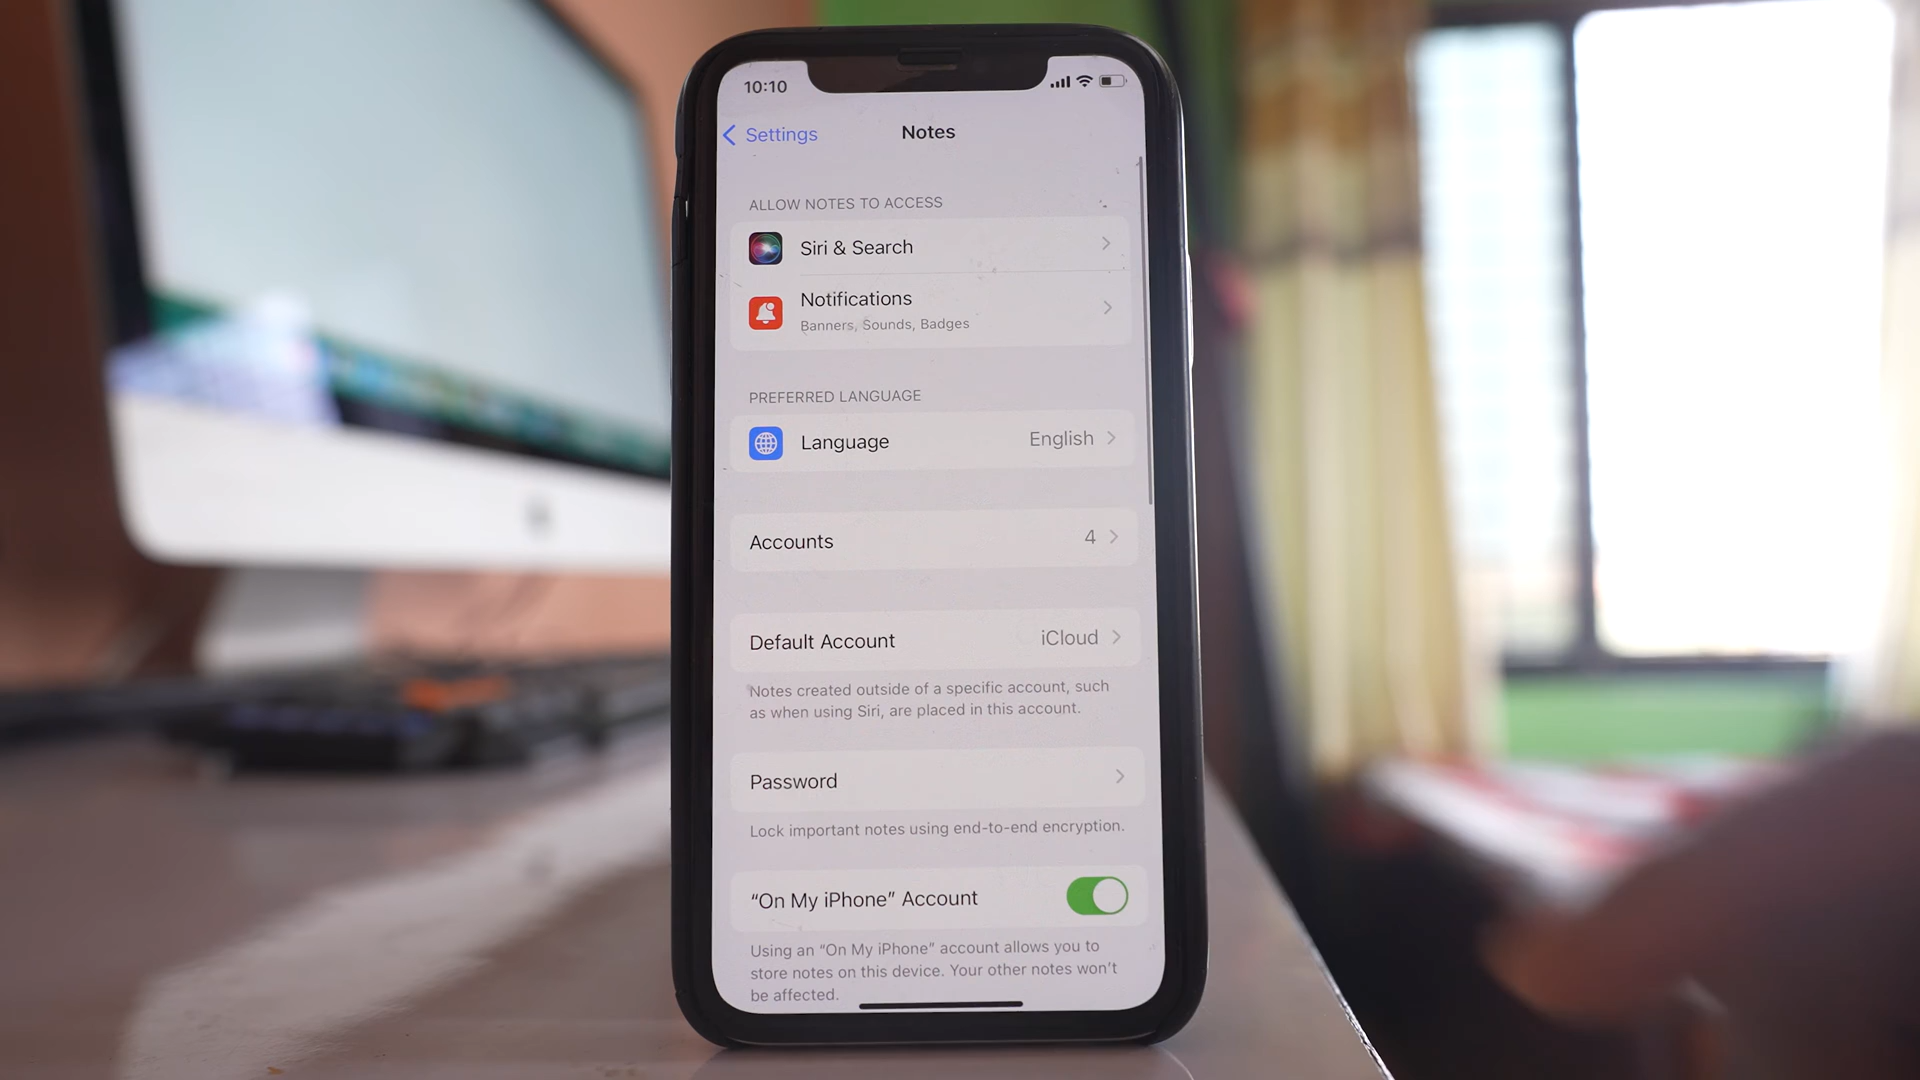 10:10
Settings
Notes
ALLOW NOTES TO ACCESS
Siri & Search
Notifications
Banners, Sounds, Badges
PREFERRED LANGUAGE
Language English
Accounts 4
Default Account iCloud
Notes created outside of a specific account, such
as when using Siri, are placed in this account.
Password
Lock important notes using end-to-end encryption.
“On My iPhone” Account
Using an “On My iPhone” account allows you to
store notes on this device. Your other notes won’t
be affected.